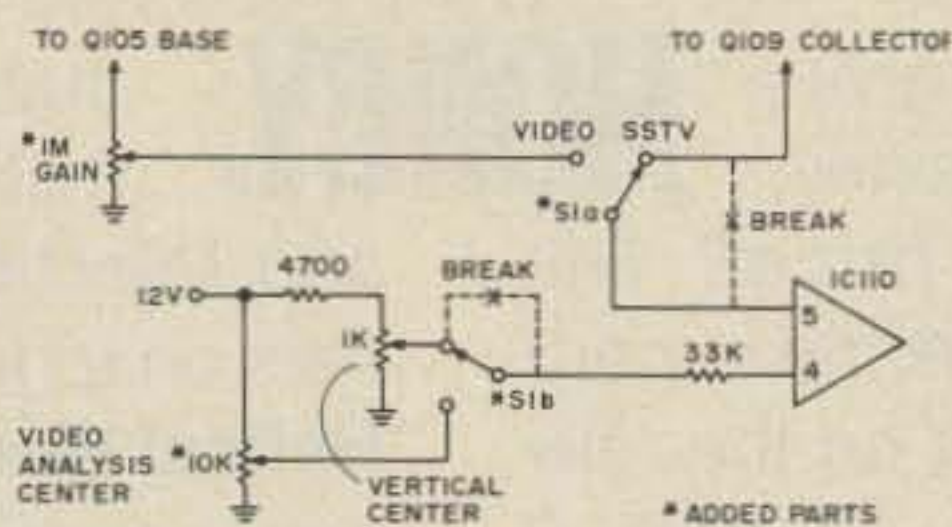 TO Q105 BASE
TO Q109 COLLECTOR
*1M
GAIN
VIDEO SSTV
*S1a
BREAK
4700
BREAK
IC110
12V
1K
5
33K
4
*S1b
VIDEO
ANALYSIS
CENTER
*10K
VERTICAL
CENTER
*ADDED PARTS